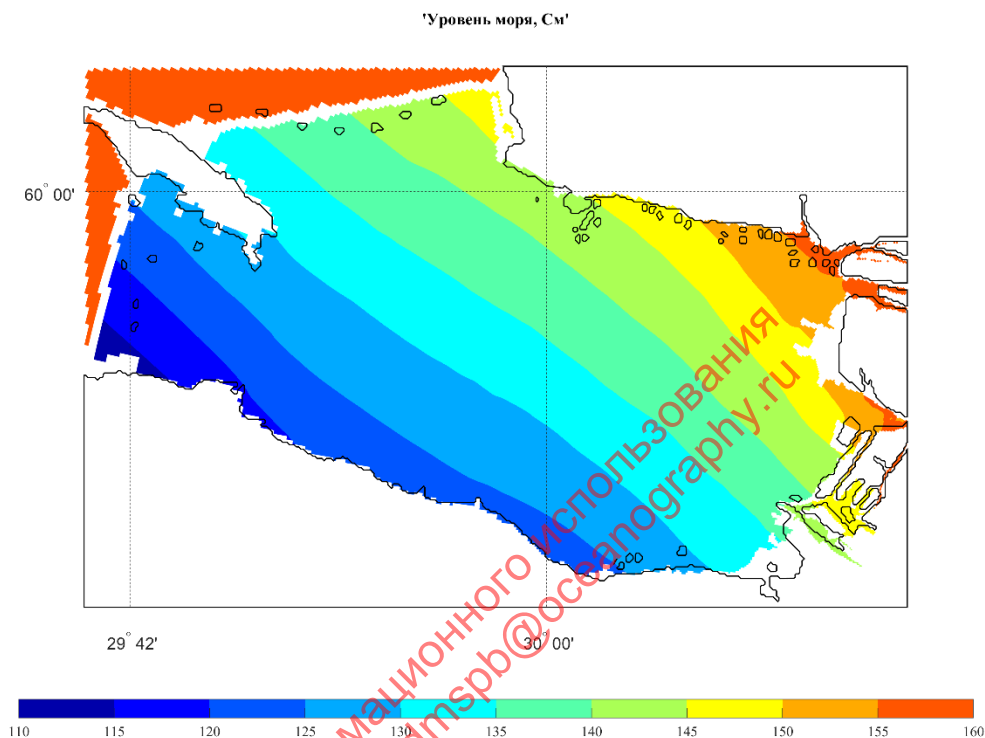 'Уровень моря, См'
60° 00'
29° 42'
30° 00'
мационного использования
dmspb@oceanography.ru
110 115 120 125 130 135 140 145 150 155 160